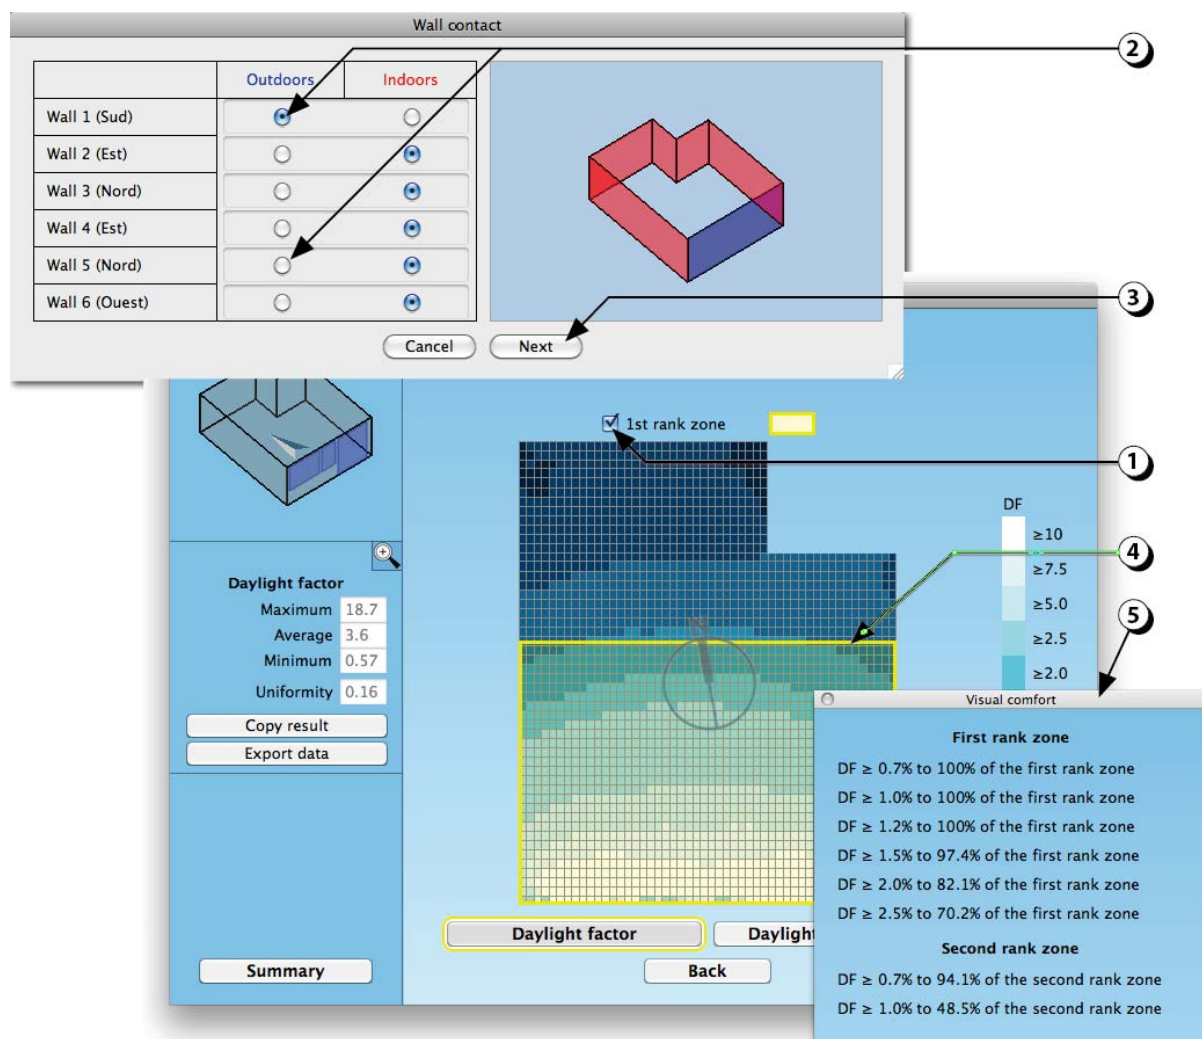 Wall contact
2
Outdoors Indoors
Wall 1 (Sud)
Wall 2 (Est)
Wall 3 (Nord)
Wall 4 (Est)
Wall 5 (Nord)
Wall 6 (Ouest)
3
Cancel Next
1st rank zone
1
DF
≥10
4
≥7.5
Daylight factor
Maximum 18.7
≥5.0
5
Average 3.6
≥2.5
Minimum 0.57
≥2.0
Uniformity 0.16
Visual comfort
Copy result
First rank zone
Export data
DF ≥ 0.7% to 100% of the first rank zone
DF ≥ 1.0% to 100% of the first rank zone
DF ≥ 1.2% to 100% of the first rank zone
DF ≥ 1.5% to 97.4% of the first rank zone
DF ≥ 2.0% to 82.1% of the first rank zone
DF ≥ 2.5% to 70.2% of the first rank zone
Daylight factor Dayligh
Second rank zone
Summary Back
DF ≥ 0.7% to 94.1% of the second rank zone
DF ≥ 1.0% to 48.5% of the second rank zone